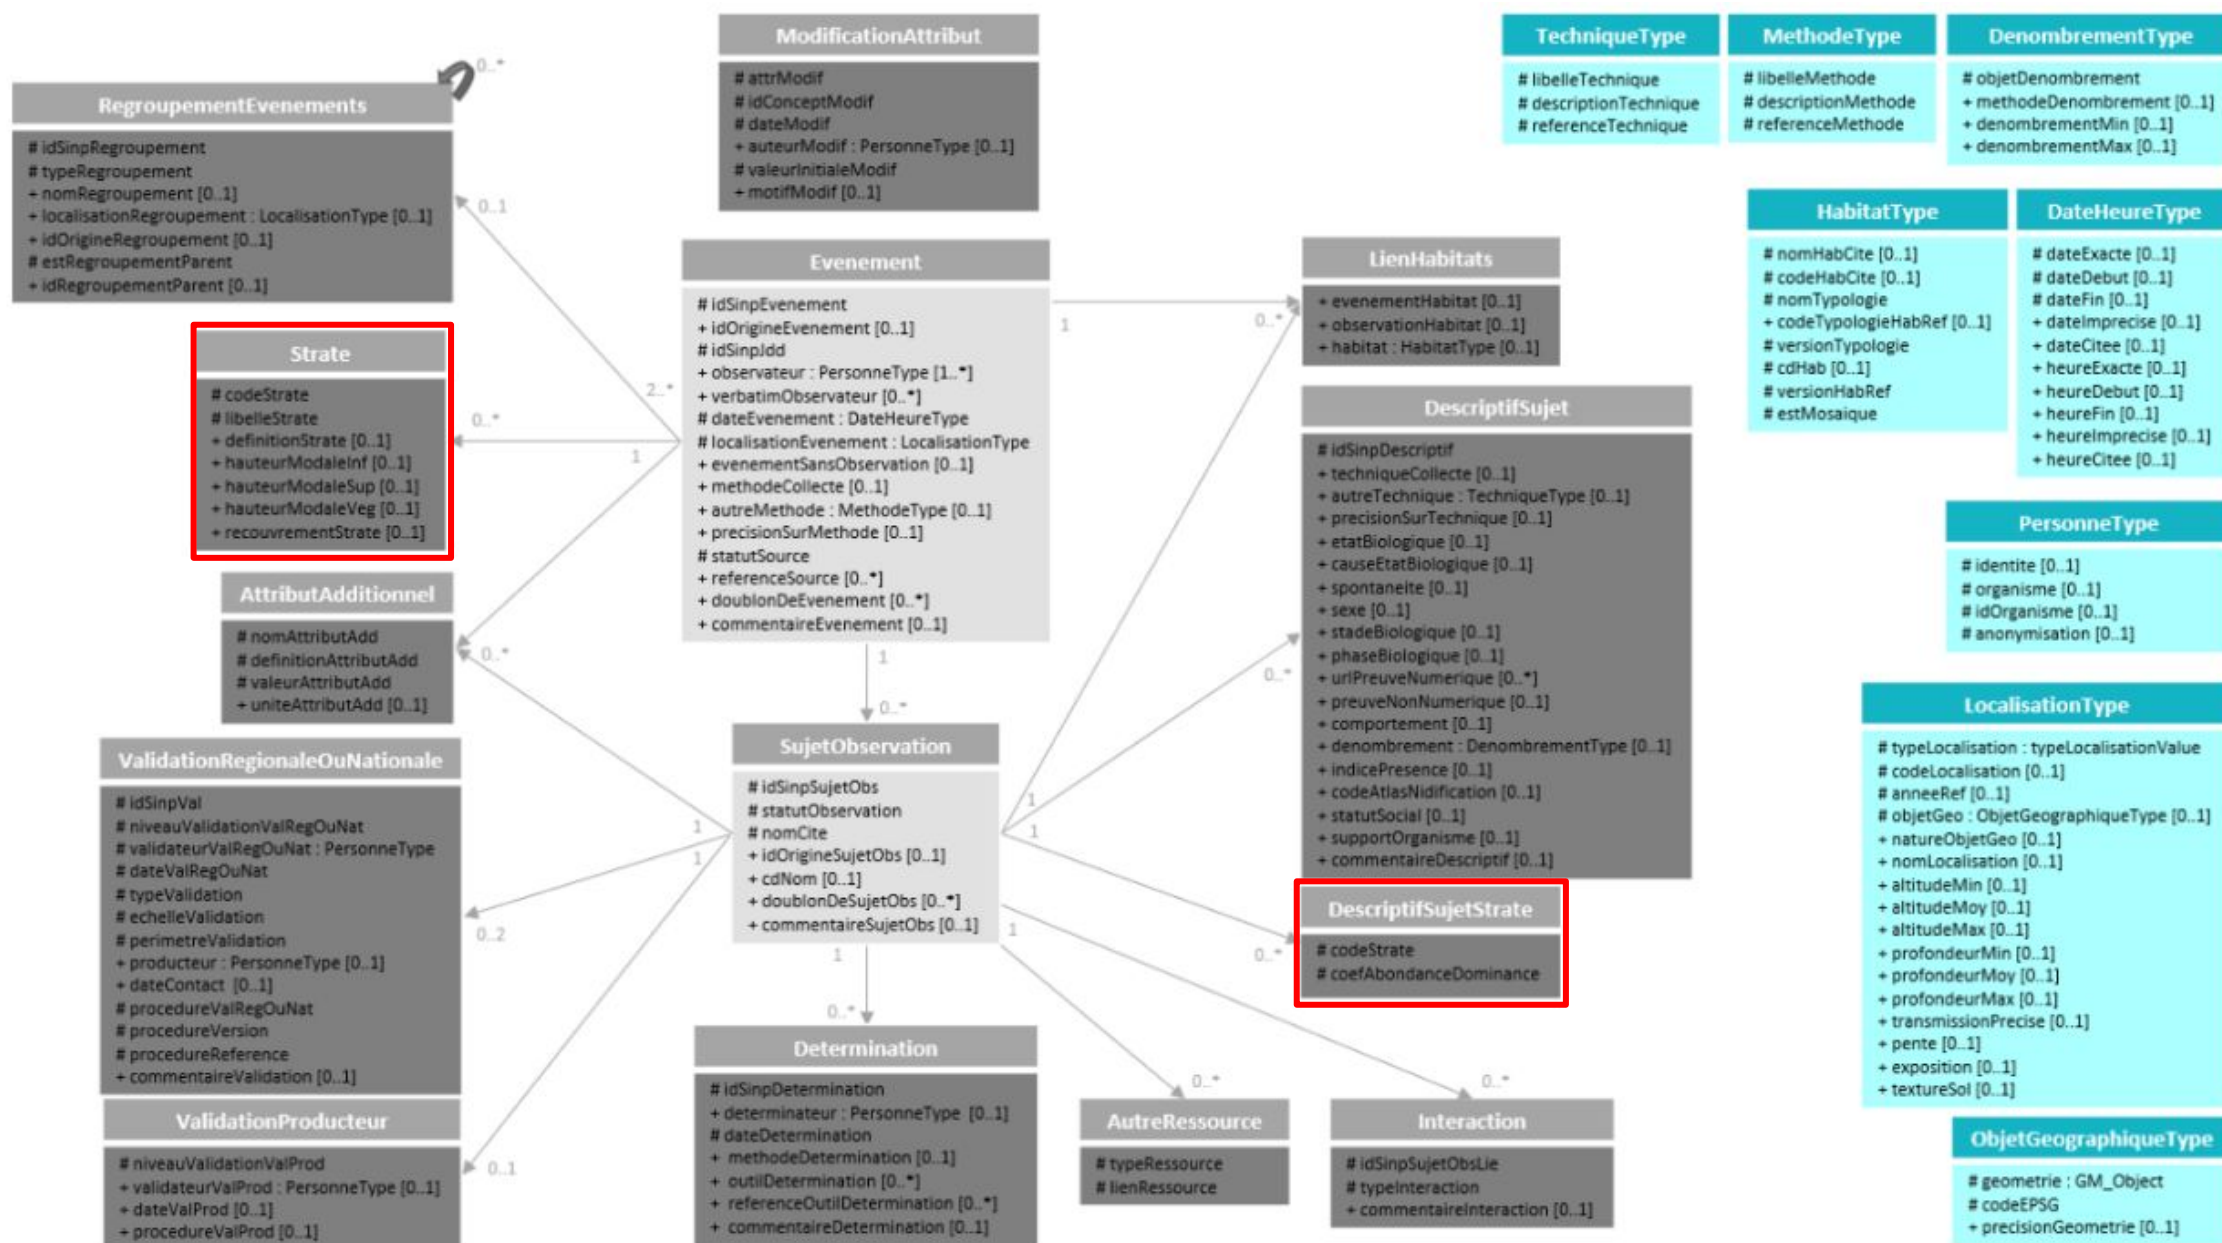 ModificationAttribut
# attrModif
# idConceptModif
# dateModif
+ auteurModif : PersonneType [0..1]
# valeurInitialeModif
+ motifModif [0..1]
0..*
RegroupementEvenements
# idSinpRegroupement
# typeRegroupement
+ nomRegroupement [0..1]
+ localisationRegroupement : LocalisationType [0..1]
+ idOrigineRegroupement [0..1]
# estRegroupementParent
+ idRegroupementParent [0..1]
0..1
2..*
Strate
# codeStrate
# libelleStrate
+ definitionStrate [0..1]
+ hauteurModaleInf [0..1]
+ hauteurModaleSup [0..1]
+ hauteurModaleVeg [0..1]
+ recouvrementStrate [0..1]
0..*
1
AttributAdditionnel
# nomAttributAdd
# definitionAttributAdd
# valeurAttributAdd
+ uniteAttributAdd [0..1]
0..*
Evenement
# idSinpEvenement
+ idOrigineEvenement [0..1]
# idSinpJdd
+ observateur : PersonneType [1..*]
+ verbatimObservateur [0..*]
# dateEvenement : DateHeureType
# localisationEvenement : LocalisationType
+ evenementSansObservation [0..1]
+ methodeCollecte [0..1]
+ autreMethode : MethodeType [0..1]
+ precisionSurMethode [0..1]
# statutSource
+ referenceSource [0..*]
+ doublonDeEvenement [0..*]
+ commentaireEvenement [0..1]
1
0..*
1
0..*
LienHabitats
+ evenementHabitat [0..1]
+ observationHabitat [0..1]
+ habitat : HabitatType [0..1]
DescriptifSujet
# idSinpDescriptif
+ techniqueCollecte [0..1]
+ autreTechnique : TechniqueType [0..1]
+ precisionSurTechnique [0..1]
+ etatBiologique [0..1]
+ causeEtatBiologique [0..1]
+ spontaneite [0..1]
+ sexe [0..1]
+ stadeBiologique [0..1]
+ phaseBiologique [0..1]
+ urlPreuveNumerique [0..*]
+ preuveNonNumerique [0..1]
+ comportement [0..1]
+ denombrement : DenombrementType [0..1]
+ indicePresence [0..1]
+ codeAtlasNidification [0..1]
+ statutSocial [0..1]
+ supportOrganisme [0..1]
+ commentaireDescriptif [0..1]
0..*
SujetObservation
# idSinpSujetObs
# statutObservation
# nomCite
+ idOrigineSujetObs [0..1]
+ cdNom [0..1]
+ doublonDeSujetObs [0..*]
+ commentaireSujetObs [0..1]
1
1
1
1
1
1
DescriptifSujetStrate
# codeStrate
# coefAbondanceDominance
0..*
ValidationRegionaleOuNationale
# idSinpVal
# niveauValidationValRegOuNat
# validateurValRegOuNat : PersonneType
# dateValRegOuNat
# typeValidation
# echelleValidation
# perimetreValidation
+ producteur : PersonneType [0..1]
+ dateContact [0..1]
# procedureValRegOuNat
# procedureVersion
# procedureReference
+ commentaireValidation [0..1]
0..2
ValidationProducteur
# niveauValidationValProd
+ validateurValProd : PersonneType [0..1]
+ dateValProd [0..1]
+ procedureValProd [0..1]
0..1
0..*
Determination
# idSinpDetermination
+ determinateur : PersonneType [0..1]
# dateDetermination
+ methodeDetermination [0..1]
+ outilDetermination [0..*]
+ referenceOutilDetermination [0..*]
+ commentaireDetermination [0..1]
0..*
AutreRessource
# typeRessource
# lienRessource
0..*
Interaction
# idSinpSujetObsLie
# typeInteraction
+ commentaireInteraction [0..1]
TechniqueType
# libelleTechnique
# descriptionTechnique
# referenceTechnique
MethodeType
# libelleMethode
# descriptionMethode
# referenceMethode
DenombrementType
# objetDenombrement
+ methodeDenombrement [0..1]
+ denombrementMin [0..1]
+ denombrementMax [0..1]
HabitatType
# nomHabCite [0..1]
# codeHabCite [0..1]
# nomTypologie
+ codeTypologieHabRef [0..1]
# versionTypologie
# cdHab [0..1]
# versionHabRef
# estMosaique
DateHeureType
# dateExacte [0..1]
# dateDebut [0..1]
# dateFin [0..1]
+ dateImprecise [0..1]
+ dateCitee [0..1]
+ heureExacte [0..1]
+ heureDebut [0..1]
+ heureFin [0..1]
+ heureImprecise [0..1]
+ heureCitee [0..1]
PersonneType
# identite [0..1]
# organisme [0..1]
# idOrganisme [0..1]
# anonymisation [0..1]
LocalisationType
# typeLocalisation : typeLocalisationValue
# codeLocalisation [0..1]
# anneeRef [0..1]
# objetGeo : ObjetGeographiqueType [0..1]
+ natureObjetGeo [0..1]
+ nomLocalisation [0..1]
+ altitudeMin [0..1]
+ altitudeMoy [0..1]
+ altitudeMax [0..1]
+ profondeurMin [0..1]
+ profondeurMoy [0..1]
+ profondeurMax [0..1]
+ transmissionPrecise [0..1]
+ pente [0..1]
+ exposition [0..1]
+ textureSol [0..1]
ObjetGeographiqueType
# geometrie : GM_Object
# codeEPSG
+ precisionGeometrie [0..1]